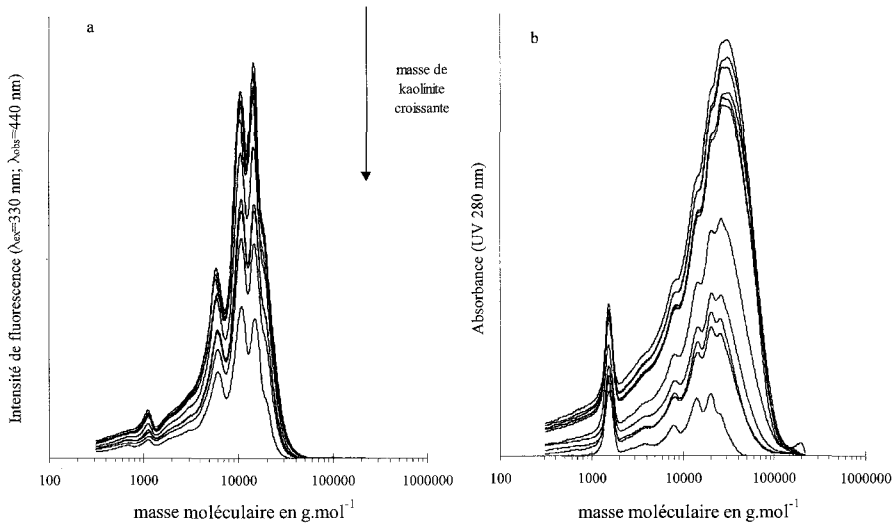 a
masse de
kaolinite
croissante
Intensité de fluorescence (λex=330 nm; λobs=440 nm)
100 1000 10000 100000 1000000
masse moléculaire en g.mol⁻¹
b
Absorbance (UV 280 nm)
100 1000 10000 100000 1000000
masse moléculaire en g.mol⁻¹